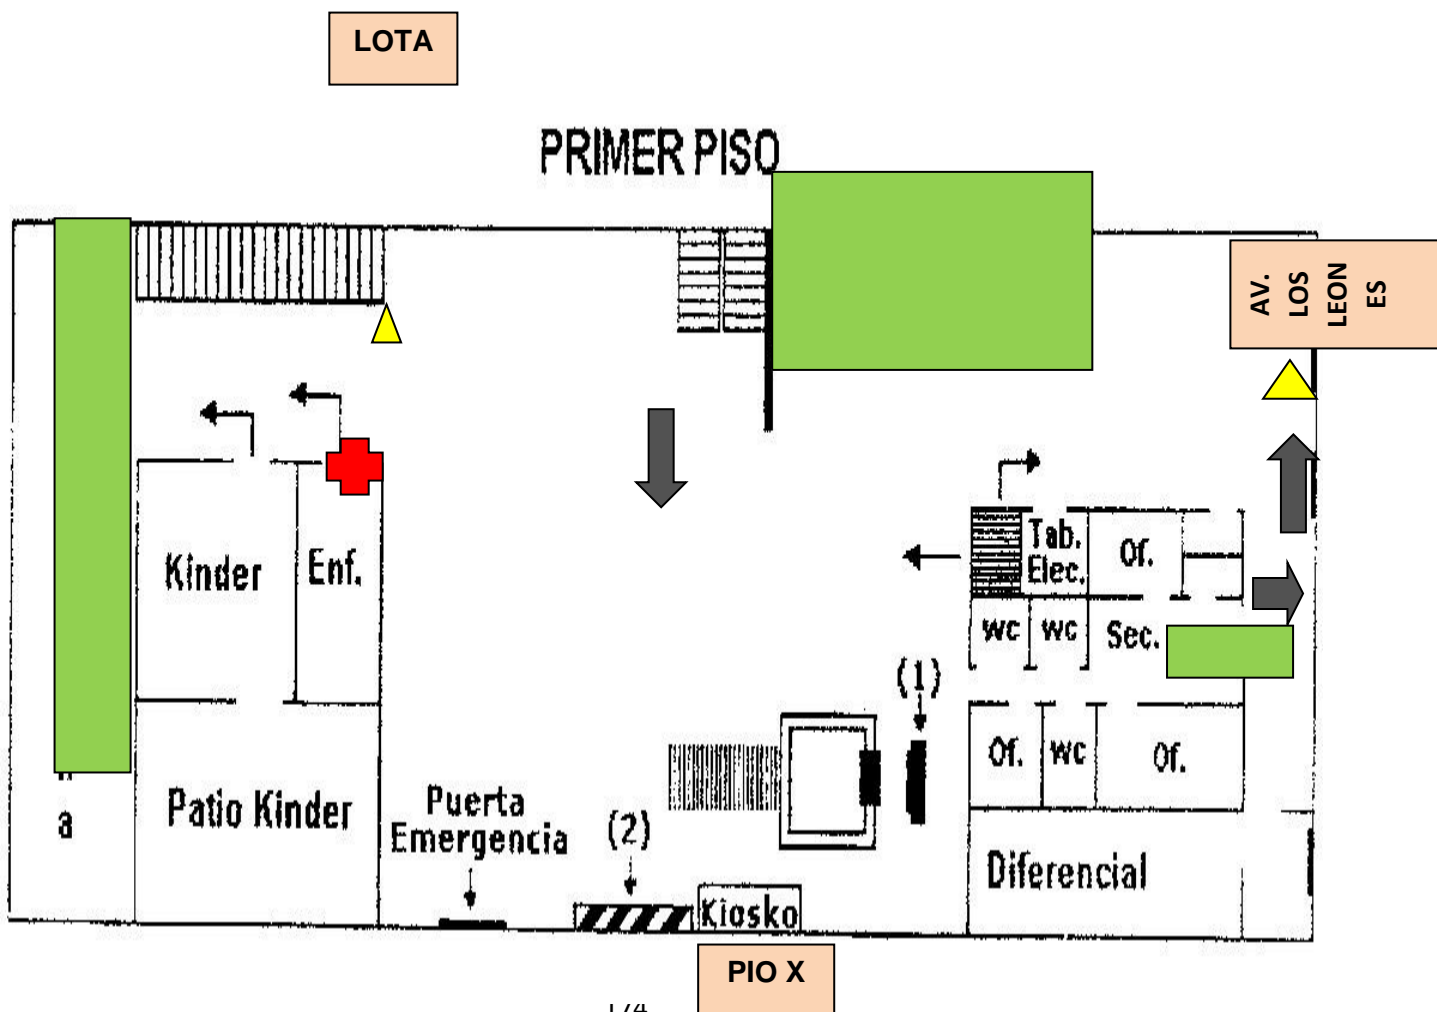 LOTA
PRIMER PISO
AV.
LOS
LEON
ES
Kinder
Enf.
Tab.
Elec.
Of.
wc
wc
Sec.
(1)
Of.
wc
Of.
Patio Kinder
a
Puerta
Emergencia
(2)
Kiosko
Diferencial
PIO X